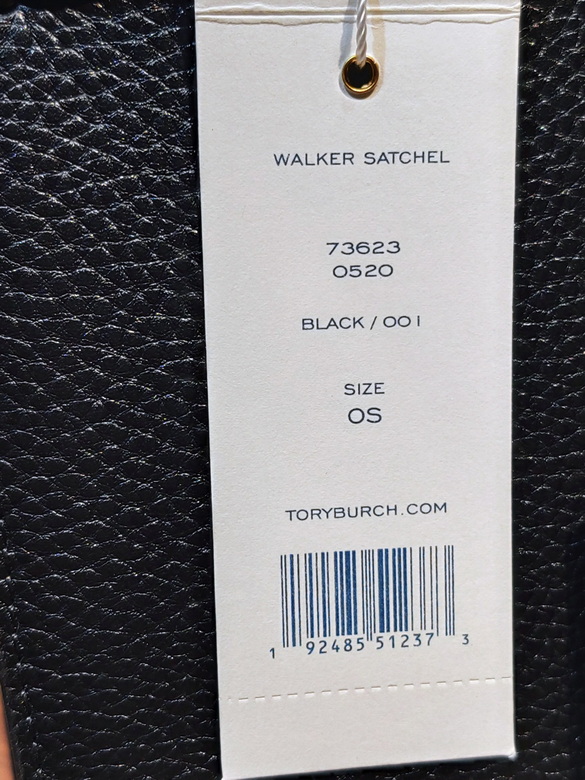 WALKER SATCHEL
73623
0520
BLACK / 001
SIZE
OS
TORYBURCH.COM
1 92485 51237 3